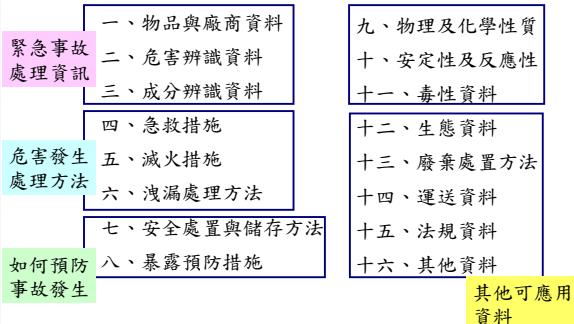 緊急事故
處理資訊
一、物品與廠商資料
二、危害辨識資料
三、成分辨識資料
危害發生
處理方法
四、急救措施
五、滅火措施
六、洩漏處理方法
如何預防
事故發生
七、安全處置與儲存方法
八、暴露預防措施
九、物理及化學性質
十、安定性及反應性
十一、毒性資料
十二、生態資料
十三、廢棄處置方法
十四、運送資料
十五、法規資料
十六、其他資料
其他可應用
資料